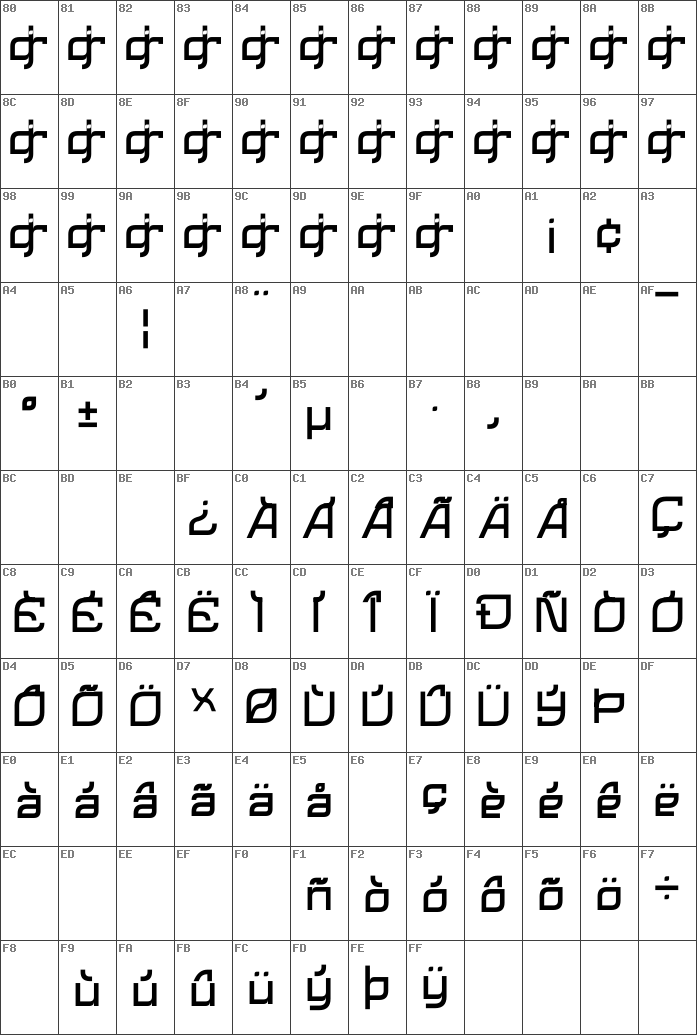 80 81 82 83 84 85 86 87 88 89 8A 8B
8C 8D 8E 8F 90 91 92 93 94 95 96 97
98 99 9A 9B 9C 9D 9E 9F A0 A1 A2 A3
¡ ¢
A4 A5 A6 A7 A8 A9 AA AB AC AD AE AF
¦ ¨ ¯
B0 B1 B2 B3 B4 B5 B6 B7 B8 B9 BA BB
° ± ´ µ · ¸
BC BD BE BF C0 C1 C2 C3 C4 C5 C6 C7
¿ À Á Â Ã Ä Å Ç
C8 C9 CA CB CC CD CE CF D0 D1 D2 D3
È É Ê Ë Ì Í Î Ï Ð Ñ Ò Ó
D4 D5 D6 D7 D8 D9 DA DB DC DD DE DF
Ô Õ Ö × Ø Ù Ú Û Ü Ý Þ
E0 E1 E2 E3 E4 E5 E6 E7 E8 E9 EA EB
à á â ã ä å ç è é ê ë
EC ED EE EF F0 F1 F2 F3 F4 F5 F6 F7
ñ ò ó ô õ ö ÷
F8 F9 FA FB FC FD FE FF
ù ú û ü ý þ ÿ